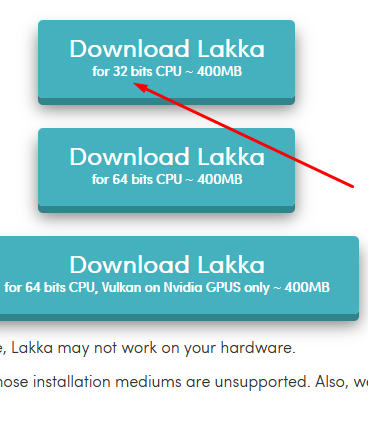 Download Lakka
for 32 bits CPU ~ 400MB
Download Lakka
for 64 bits CPU ~ 400MB
Download Lakka
for 64 bits CPU, Vulkan on Nvidia GPUS only ~ 400MB
e, Lakka may not work on your hardware.
hose installation mediums are unsupported. Also, we